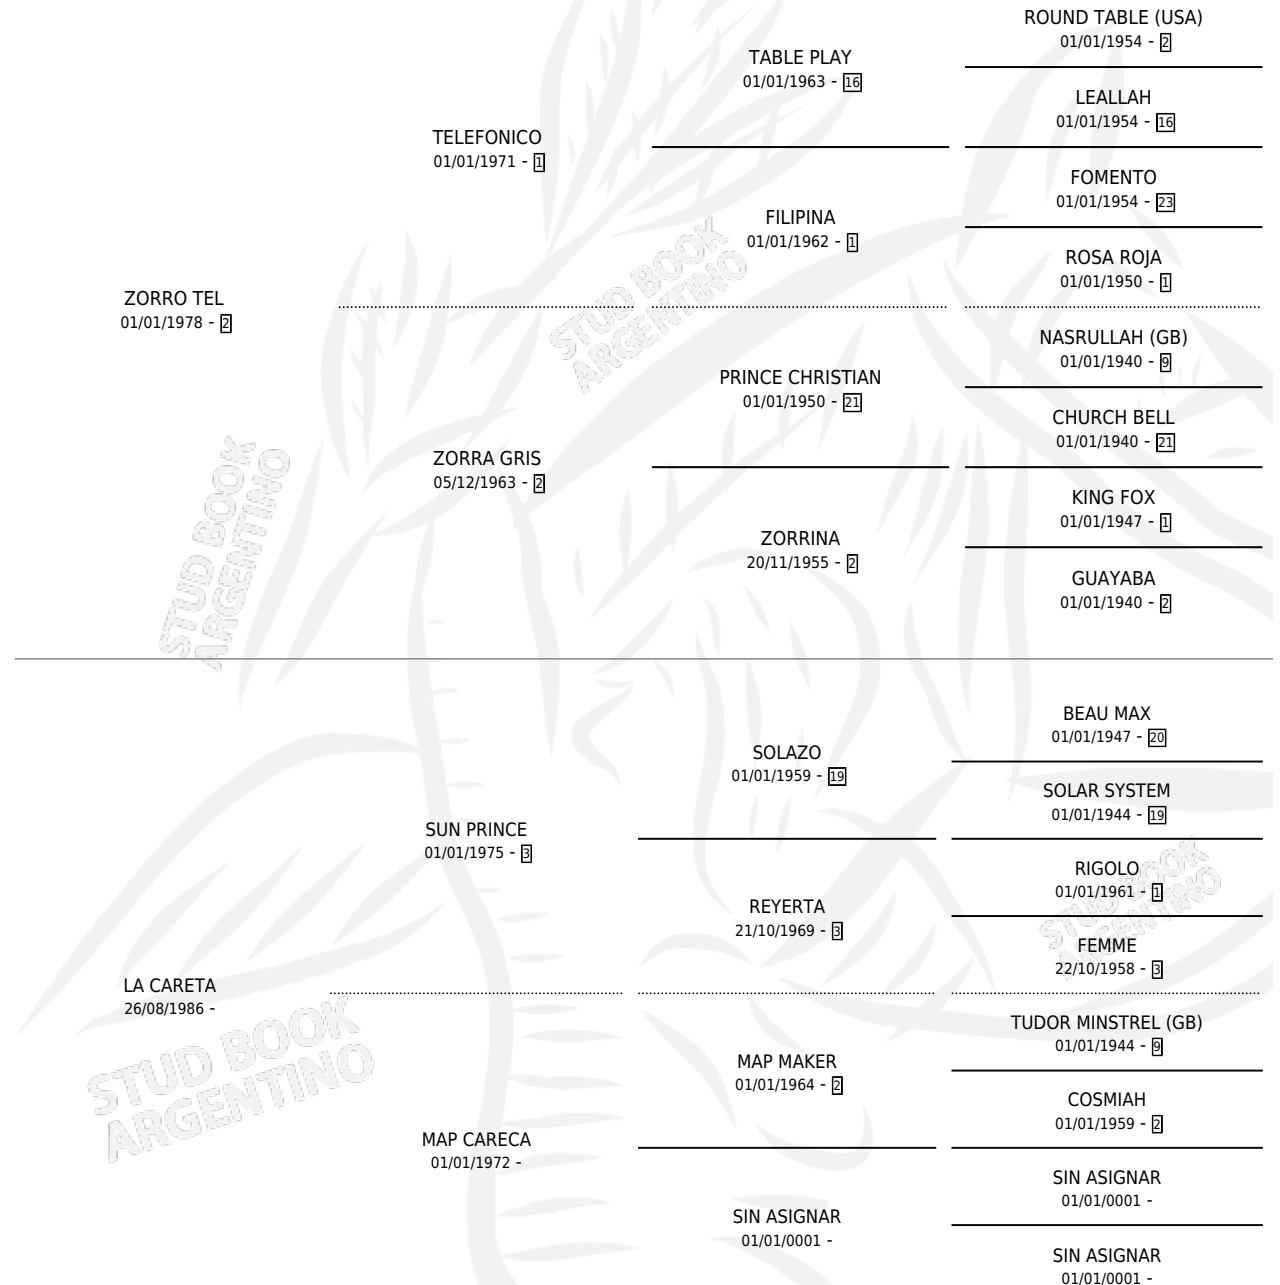 ROUND TABLE (USA)
01/01/1954 - 2
TABLE PLAY
01/01/1963 - 16
LEALLAH
01/01/1954 - 16
TELEFONICO
01/01/1971 - 1
FOMENTO
01/01/1954 - 23
FILIPINA
01/01/1962 - 1
ROSA ROJA
01/01/1950 - 1
ZORRO TEL
01/01/1978 - 2
NASRULLAH (GB)
01/01/1940 - 9
PRINCE CHRISTIAN
01/01/1950 - 21
CHURCH BELL
01/01/1940 - 21
ZORRA GRIS
05/12/1963 - 2
KING FOX
01/01/1947 - 1
ZORRINA
20/11/1955 - 2
GUAYABA
01/01/1940 - 2
STUD BOOK
ARGENTINO
STUD BOOK
ARGENTINO
BEAU MAX
01/01/1947 - 20
SOLAZO
01/01/1959 - 19
SOLAR SYSTEM
01/01/1944 - 19
SUN PRINCE
01/01/1975 - 3
RIGOLO
01/01/1961 - 1
REYERTA
21/10/1969 - 3
FEMME
22/10/1958 - 3
LA CARETA
26/08/1986 -
TUDOR MINSTREL (GB)
01/01/1944 - 9
MAP MAKER
01/01/1964 - 2
COSMIAH
01/01/1959 - 2
MAP CARECA
01/01/1972 -
SIN ASIGNAR
01/01/0001 -
SIN ASIGNAR
01/01/0001 -
SIN ASIGNAR
01/01/0001 -
STUD BOOK
ARGENTINO
STUD BOOK
ARGENTINO